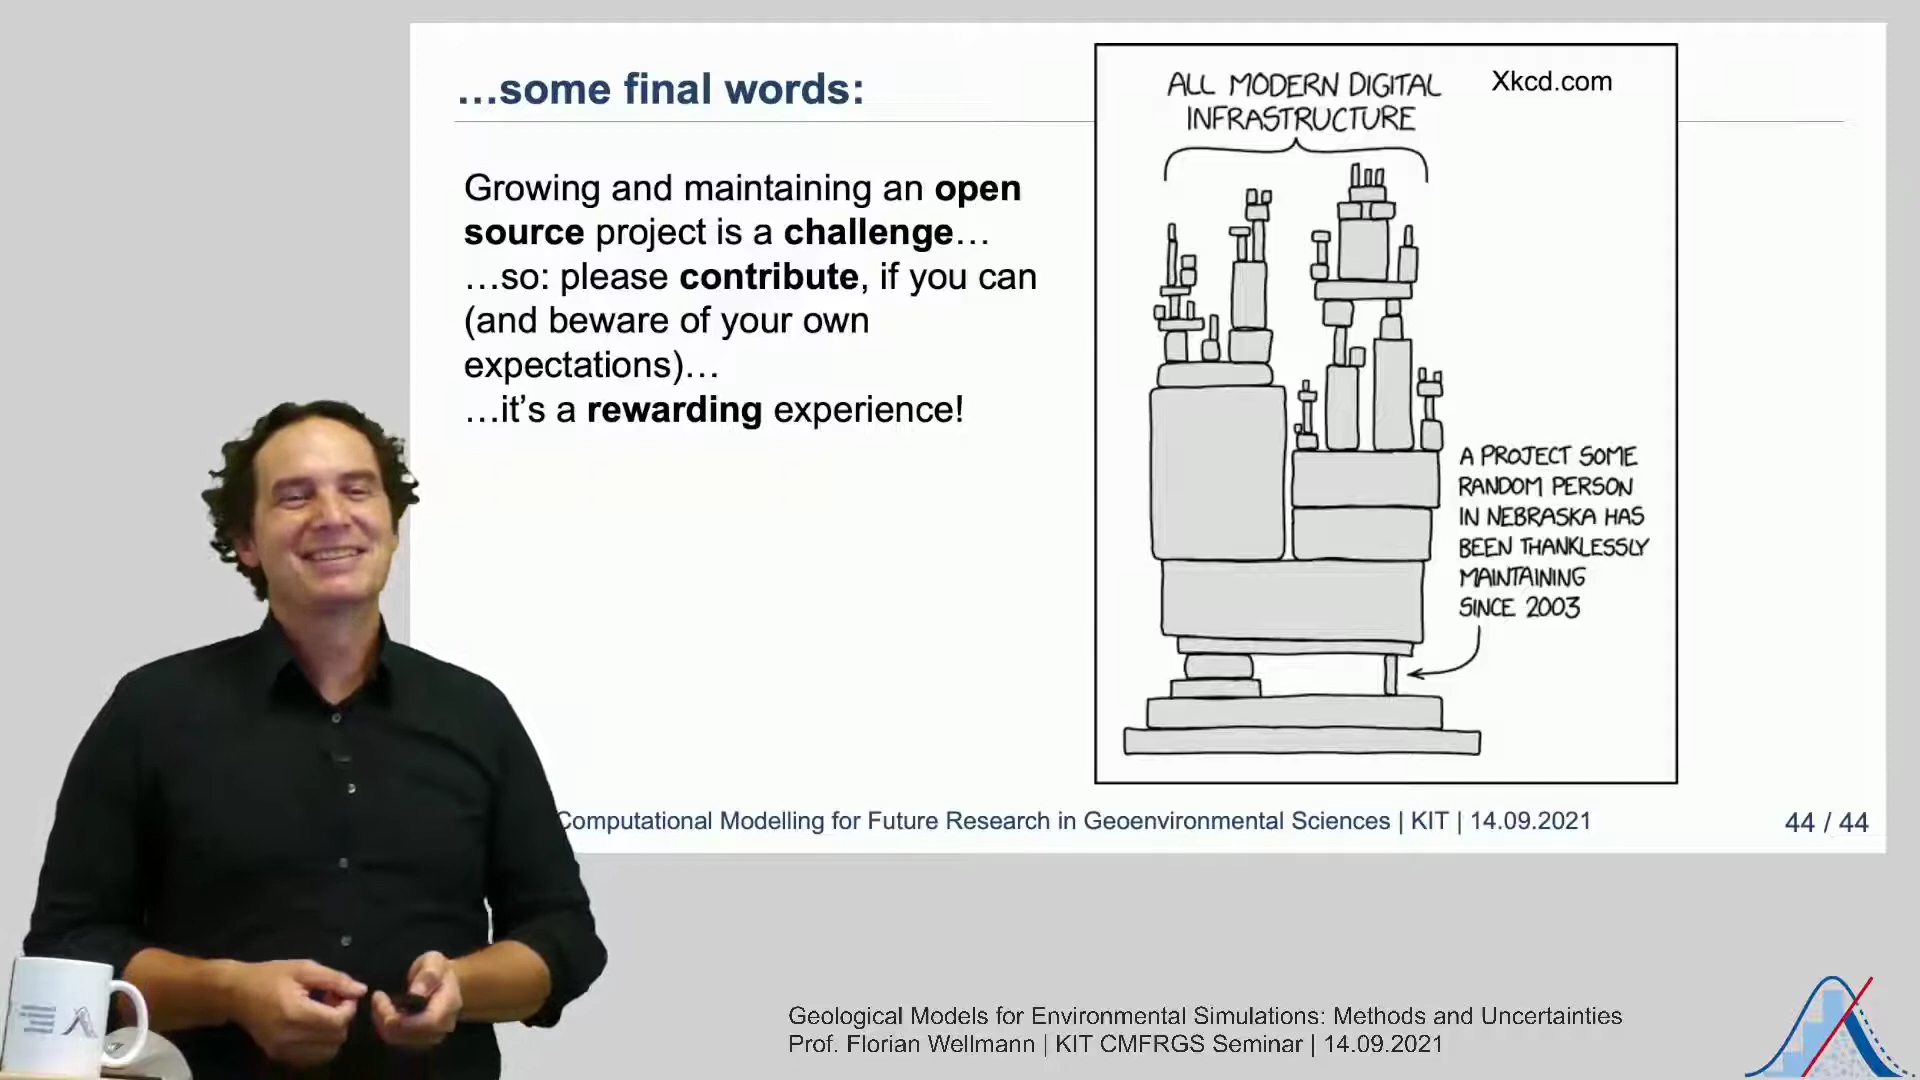 …some final words:
Growing and maintaining an open
source project is a challenge…
…so: please contribute, if you can
(and beware of your own
expectations)…
…it’s a rewarding experience!
Xkcd.com
ALL MODERN DIGITAL
INFRASTRUCTURE
A PROJECT SOME
RANDOM PERSON
IN NEBRASKA HAS
BEEN THANKLESSLY
MAINTAINING
SINCE 2003
Computational Modelling for Future Research in Geoenvironmental Sciences | KIT | 14.09.2021
44 / 44
Geological Models for Environmental Simulations: Methods and Uncertainties
Prof. Florian Wellmann | KIT CMFRGS Seminar | 14.09.2021